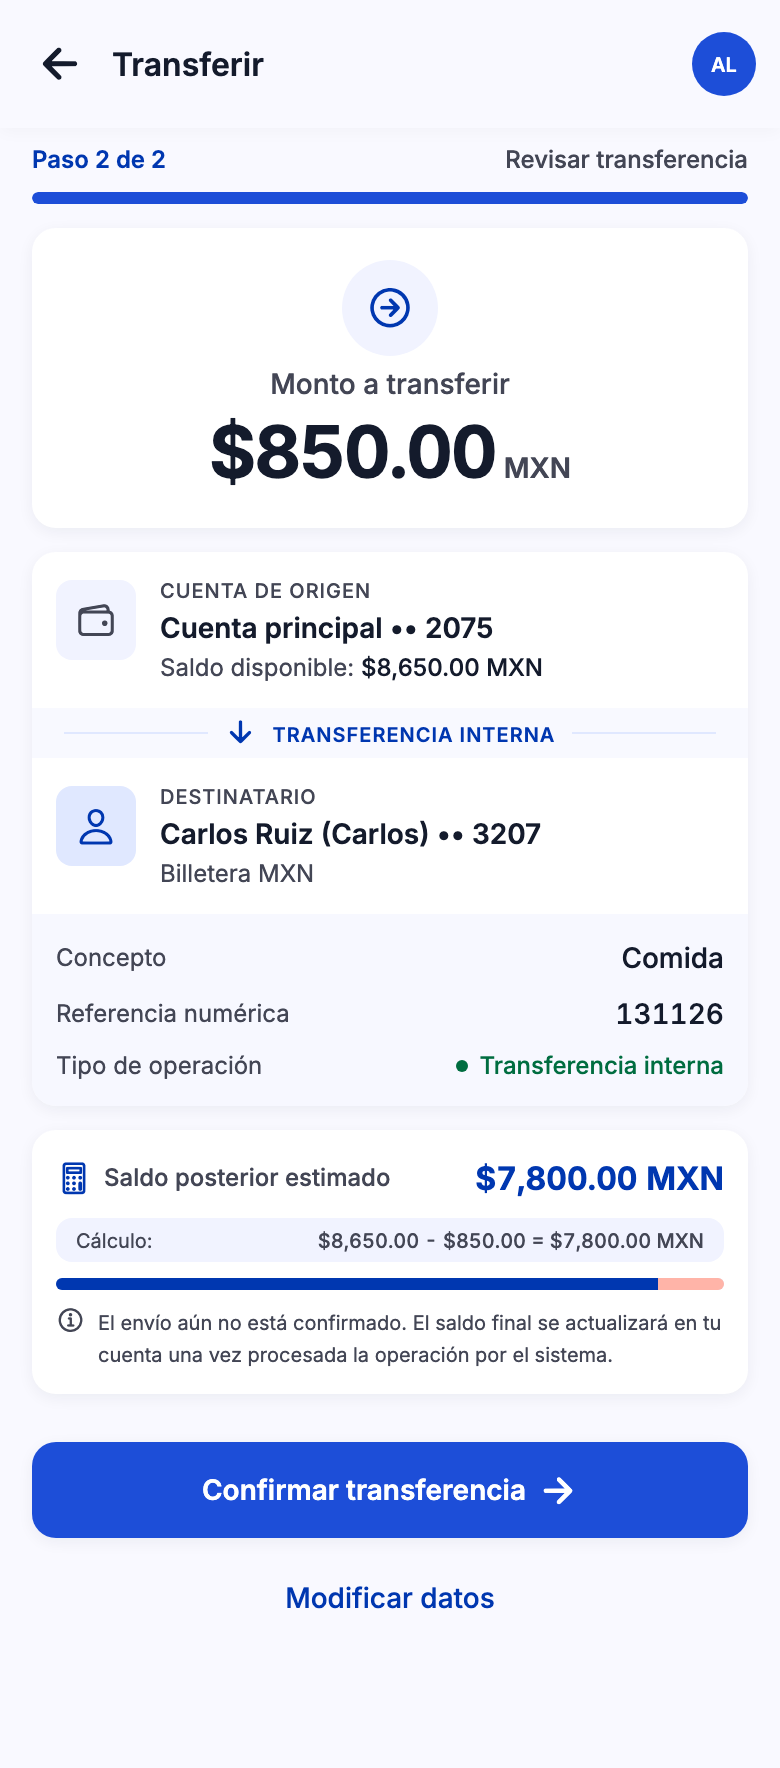 Transferir
AL
Paso 2 de 2
Revisar transferencia
Monto a transferir
$850.00 MXN
CUENTA DE ORIGEN
Cuenta principal •• 2075
Saldo disponible: $8,650.00 MXN
TRANSFERENCIA INTERNA
DESTINATARIO
Carlos Ruiz (Carlos) •• 3207
Billetera MXN
Concepto
Comida
Referencia numérica
131126
Tipo de operación
Transferencia interna
Saldo posterior estimado
$7,800.00 MXN
Cálculo:
$8,650.00 - $850.00 = $7,800.00 MXN
El envío aún no está confirmado. El saldo final se actualizará en tu
cuenta una vez procesada la operación por el sistema.
Confirmar transferencia
Modificar datos